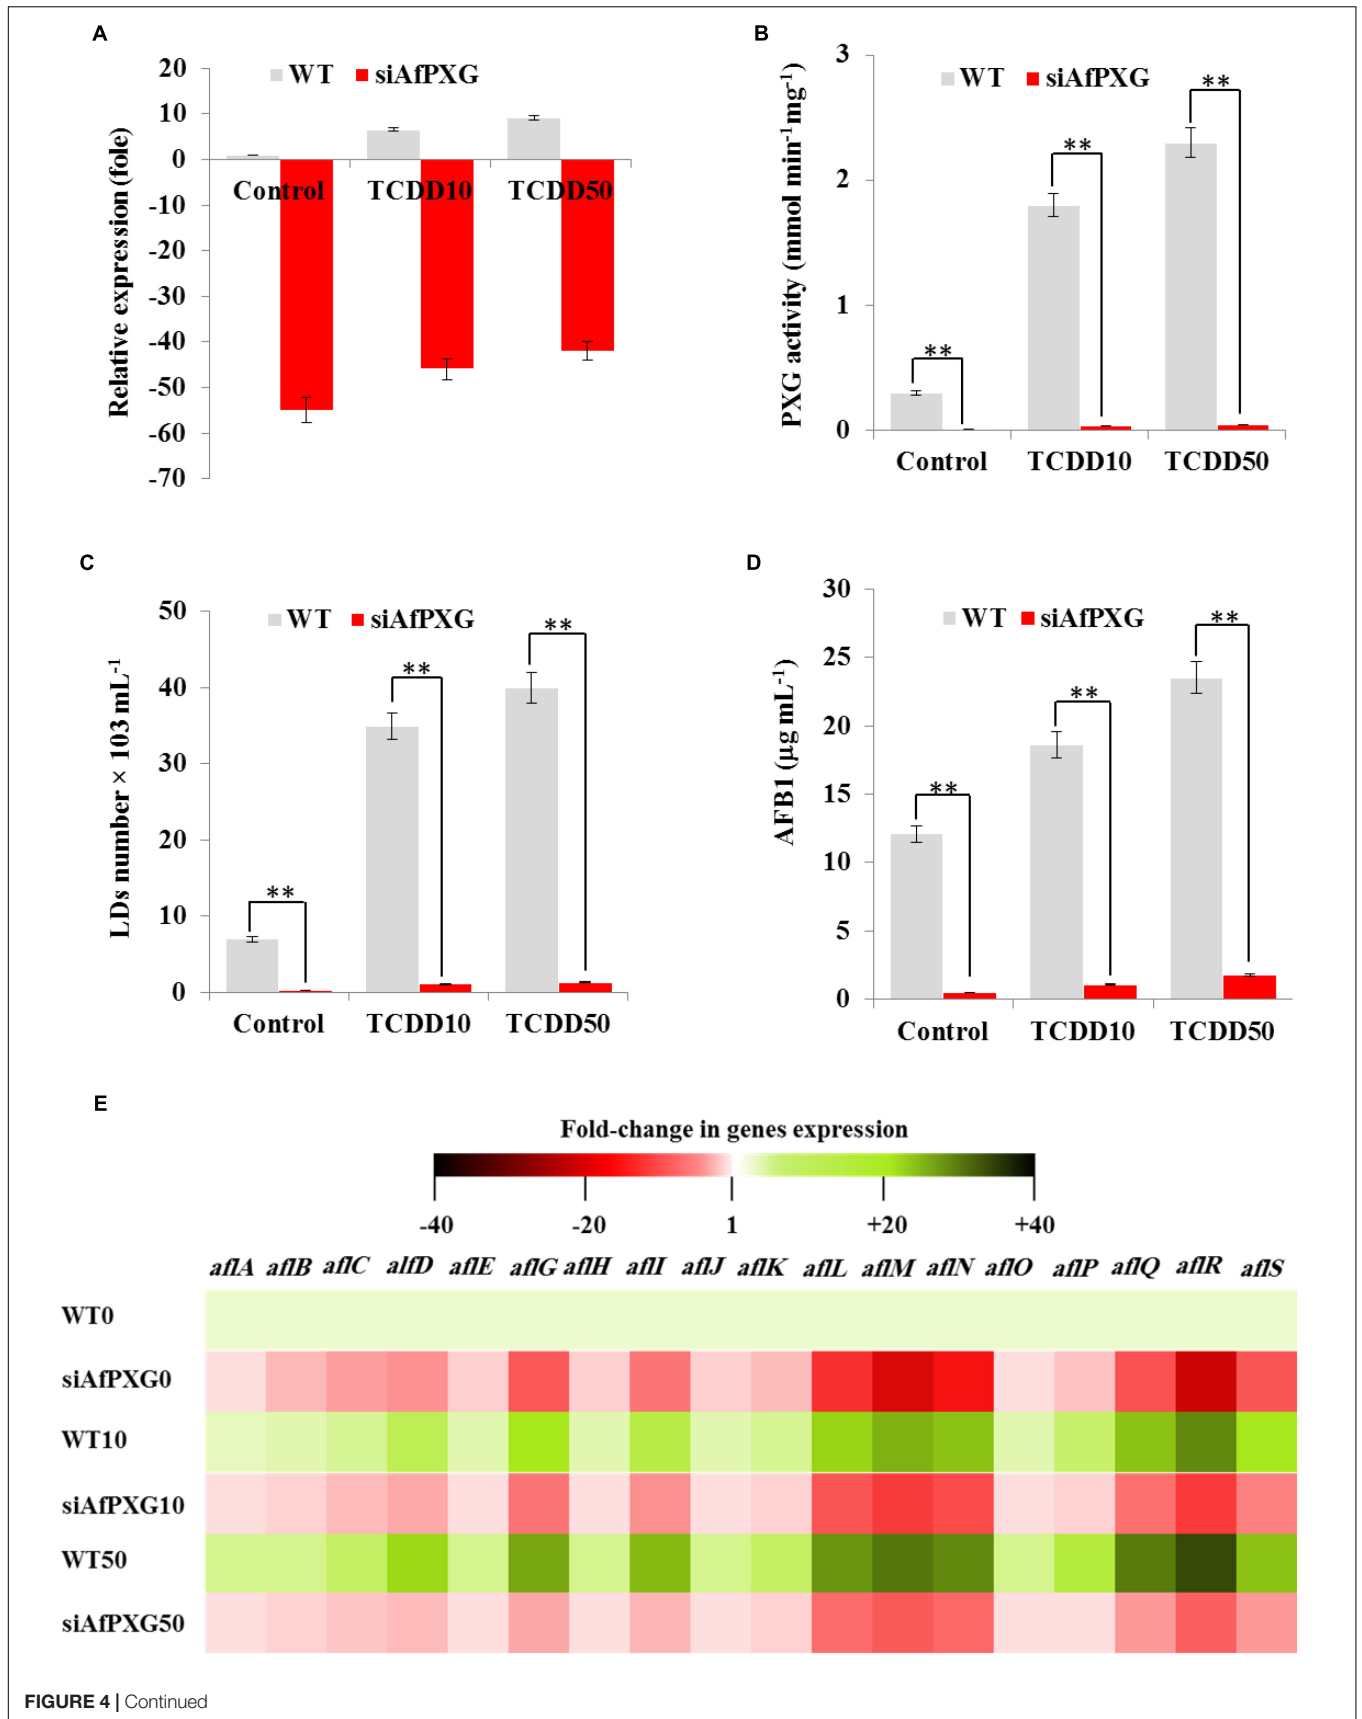 A
WT siAfPXG
Relative expression (fole)
20
10
0
-10
-20
-30
-40
-50
-60
-70
Control TCDD10 TCDD50
B
WT siAfPXG
PXG activity (mmol min-1mg-1)
3
2
1
0
** ** **
Control TCDD10 TCDD50
C
WT siAfPXG
LDs number × 103 mL-1
50
40
30
20
10
0
** ** **
Control TCDD10 TCDD50
D
WT siAfPXG
AFB1 (µg mL-1)
30
25
20
15
10
5
0
** ** **
Control TCDD10 TCDD50
E
Fold-change in genes expression
-40 -20 1 +20 +40
aflA aflB aflC alfD aflE aflG aflH aflI aflJ aflK aflL aflM aflN aflO aflP aflQ aflR aflS
WT0
siAfPXG0
WT10
siAfPXG10
WT50
siAfPXG50
FIGURE 4 | Continued